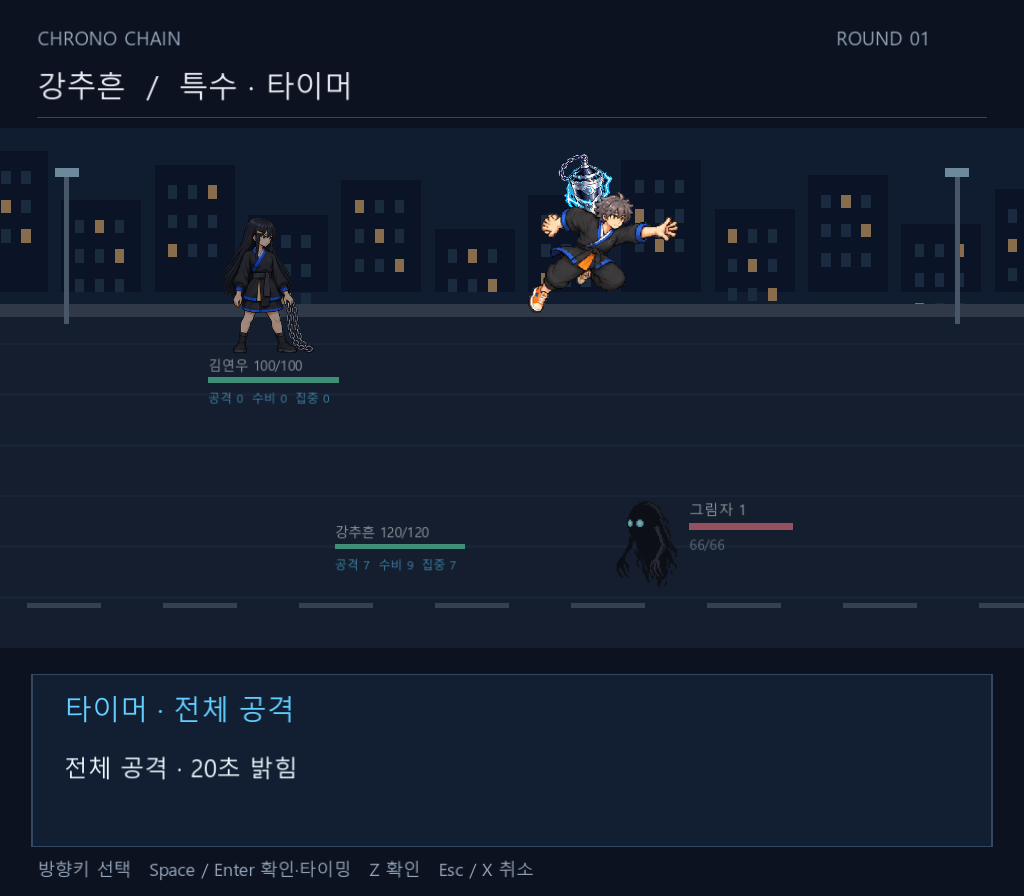 CHRONO CHAIN
ROUND 01
강추흔 / 특수 · 타이머
김연우 100/100
공격 0 수비 0 집중 0
그림자 1
66/66
강추흔 120/120
공격 7 수비 9 집중 7
타이머 · 전체 공격
전체 공격 · 20초 밝힘
방향키 선택 Space / Enter 확인·타이밍 Z 확인 Esc / X 취소